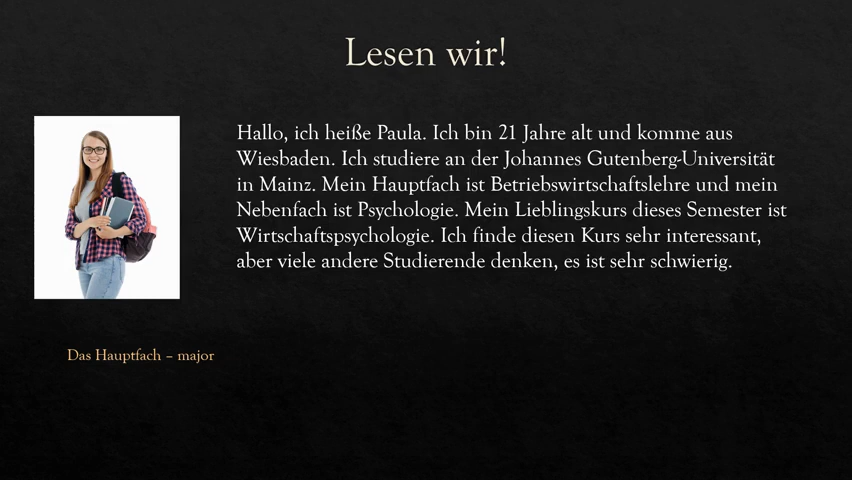 Lesen wir!
Hallo, ich heiße Paula. Ich bin 21 Jahre alt und komme aus
Wiesbaden. Ich studiere an der Johannes Gutenberg-Universität
in Mainz. Mein Hauptfach ist Betriebswirtschaftslehre und mein
Nebenfach ist Psychologie. Mein Lieblingskurs dieses Semester ist
Wirtschaftspsychologie. Ich finde diesen Kurs sehr interessant,
aber viele andere Studierende denken, es ist sehr schwierig.
Das Hauptfach – major